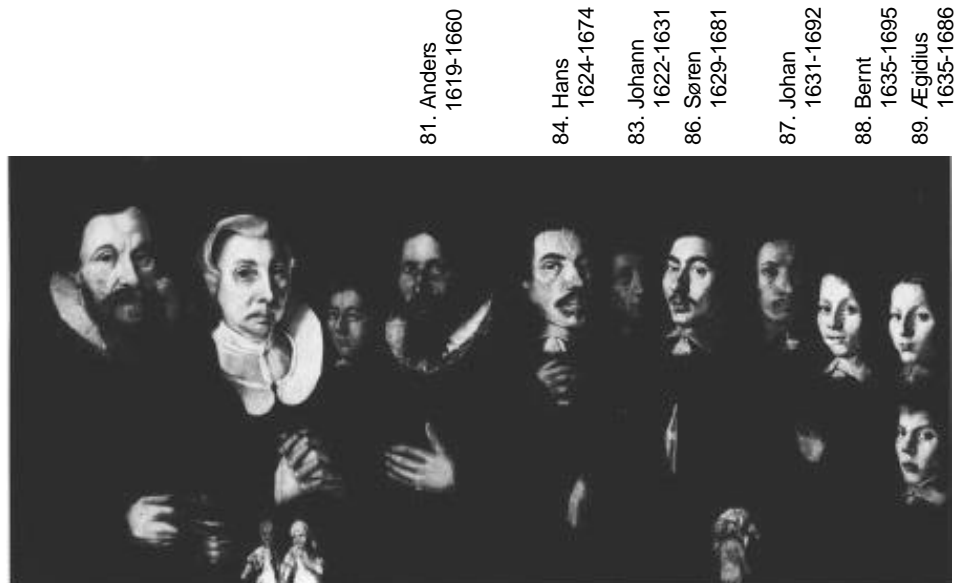 81. Anders
1619-1660
84. Hans
1624-1674
83. Johann
1622-1631
86. Søren
1629-1681
87. Johan
1631-1692
88. Bernt
1635-1695
89. Ægidius
1635-1686